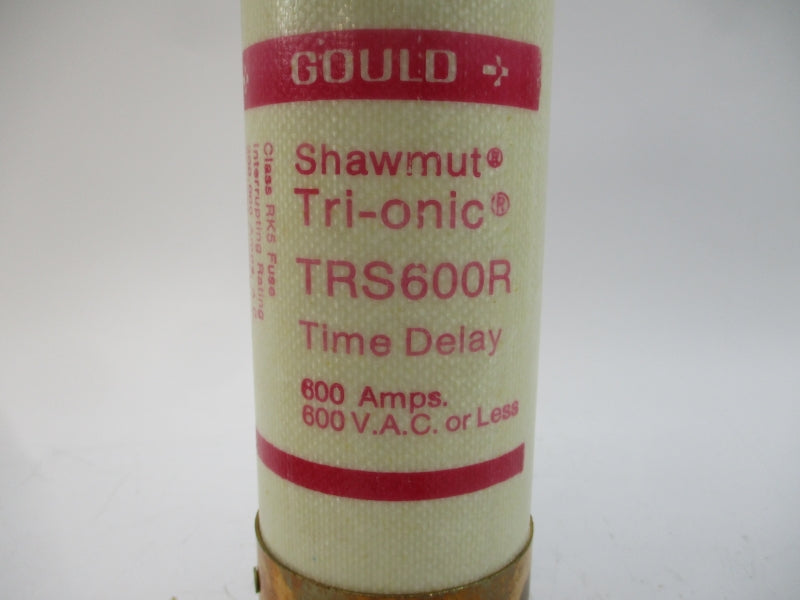 GOULD
Shawmut®
Tri-onic®
TRS600R
Time Delay
600 Amps.
600 V.A.C. or Less
Class RK5 Fuse
Interrupting Rating